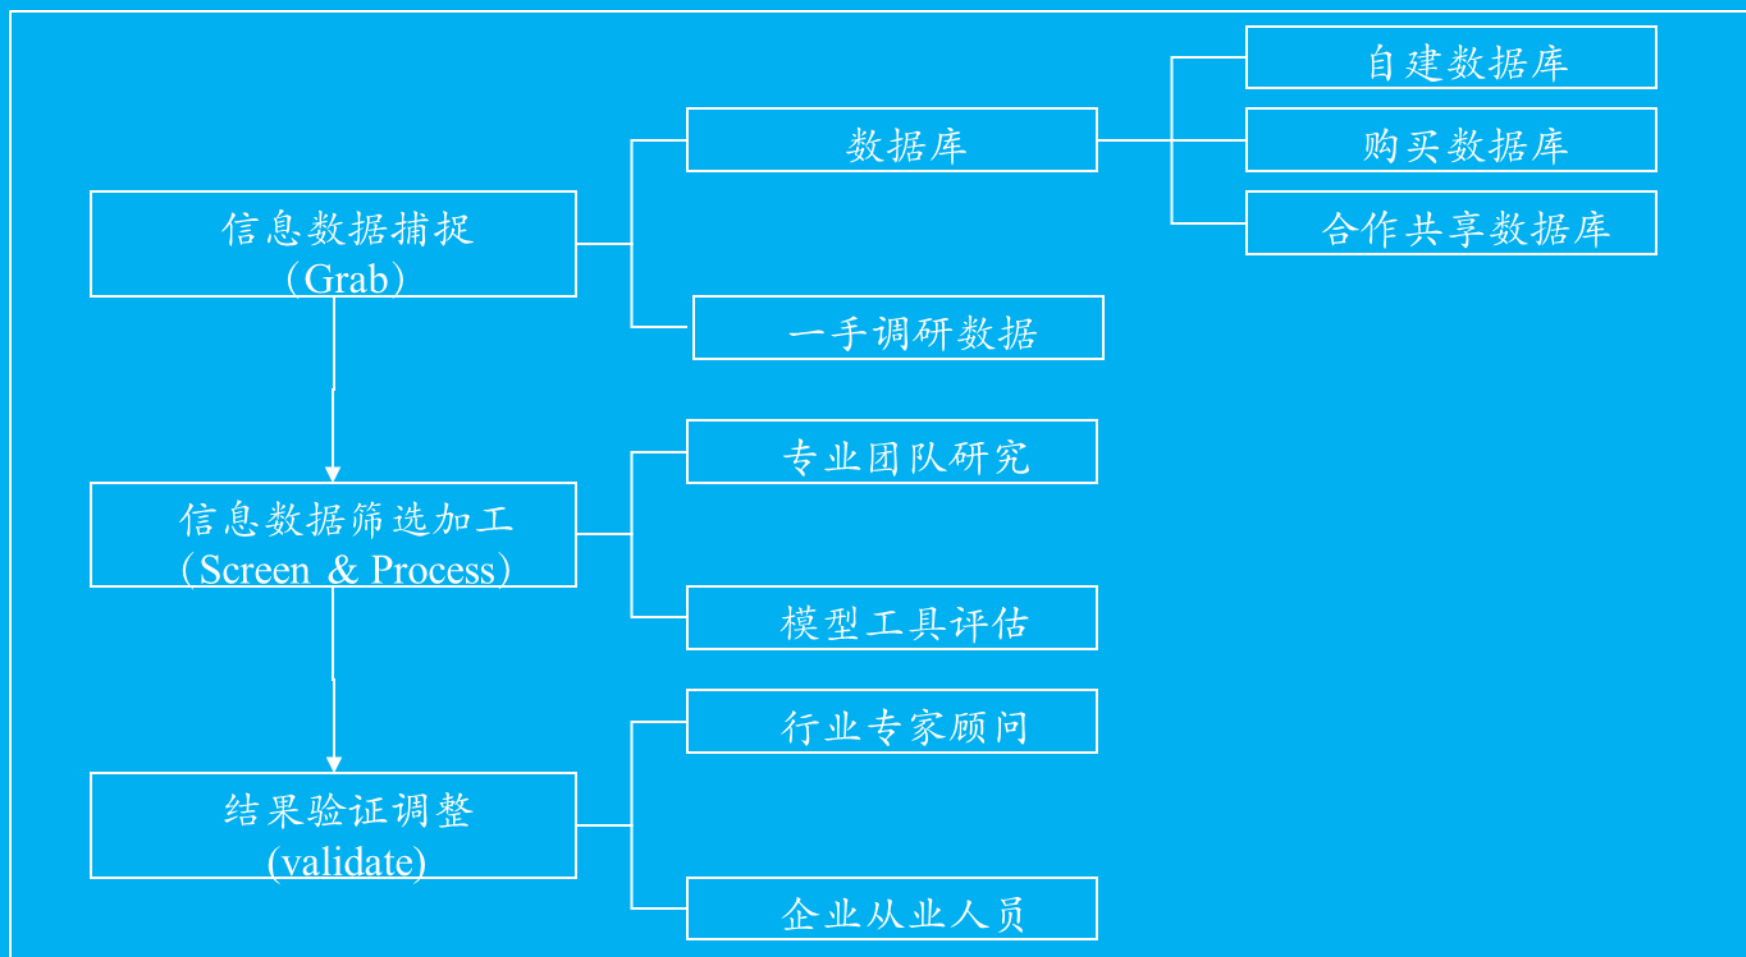 自建数据库
数据库
购买数据库
信息数据捕捉
（Grab）
合作共享数据库
一手调研数据
专业团队研究
信息数据筛选加工
（Screen & Process）
模型工具评估
行业专家顾问
结果验证调整
(validate)
企业从业人员